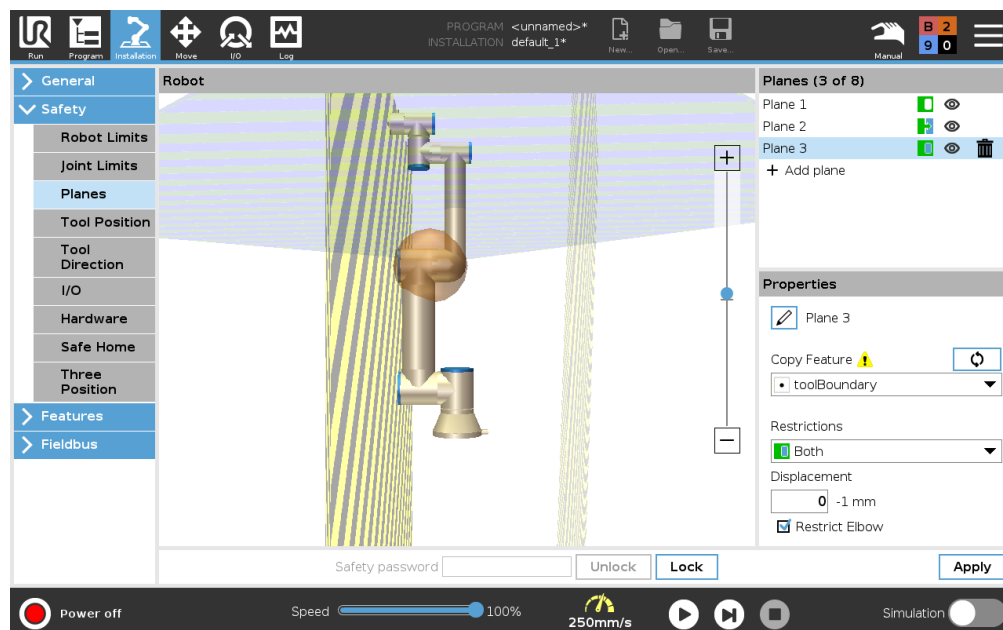 PROGRAM <unnamed>*
INSTALLATION default_1*
UR
Run
Program
Installation
Move
I/O
Log
New...
Open...
Save...
Manual
B 2
9 0
General
Safety
Robot Limits
Joint Limits
Planes
Tool Position
Tool
Direction
I/O
Hardware
Safe Home
Three
Position
Features
Fieldbus
Robot
+
−
Planes (3 of 8)
Plane 1
Plane 2
Plane 3
+ Add plane
Properties
Plane 3
Copy Feature
toolBoundary
Restrictions
Both
Displacement
0 -1 mm
Restrict Elbow
Safety password
Unlock
Lock
Apply
Power off
Speed
100%
250mm/s
Simulation